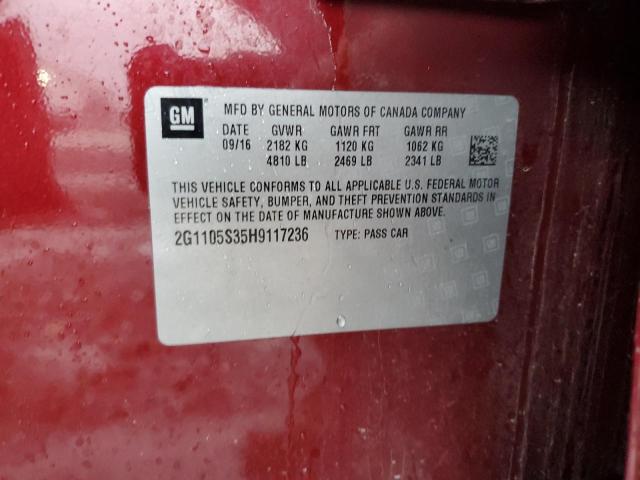 GM
MFD BY GENERAL MOTORS OF CANADA COMPANY
DATE GVWR GAWR FRT GAWR RR
09/16 2182 KG 1120 KG 1062 KG
4810 LB 2469 LB 2341 LB
THIS VEHICLE CONFORMS TO ALL APPLICABLE U.S. FEDERAL MOTOR
VEHICLE SAFETY, BUMPER, AND THEFT PREVENTION STANDARDS IN
EFFECT ON THE DATE OF MANUFACTURE SHOWN ABOVE.
2G1105S35H9117236 TYPE: PASS CAR